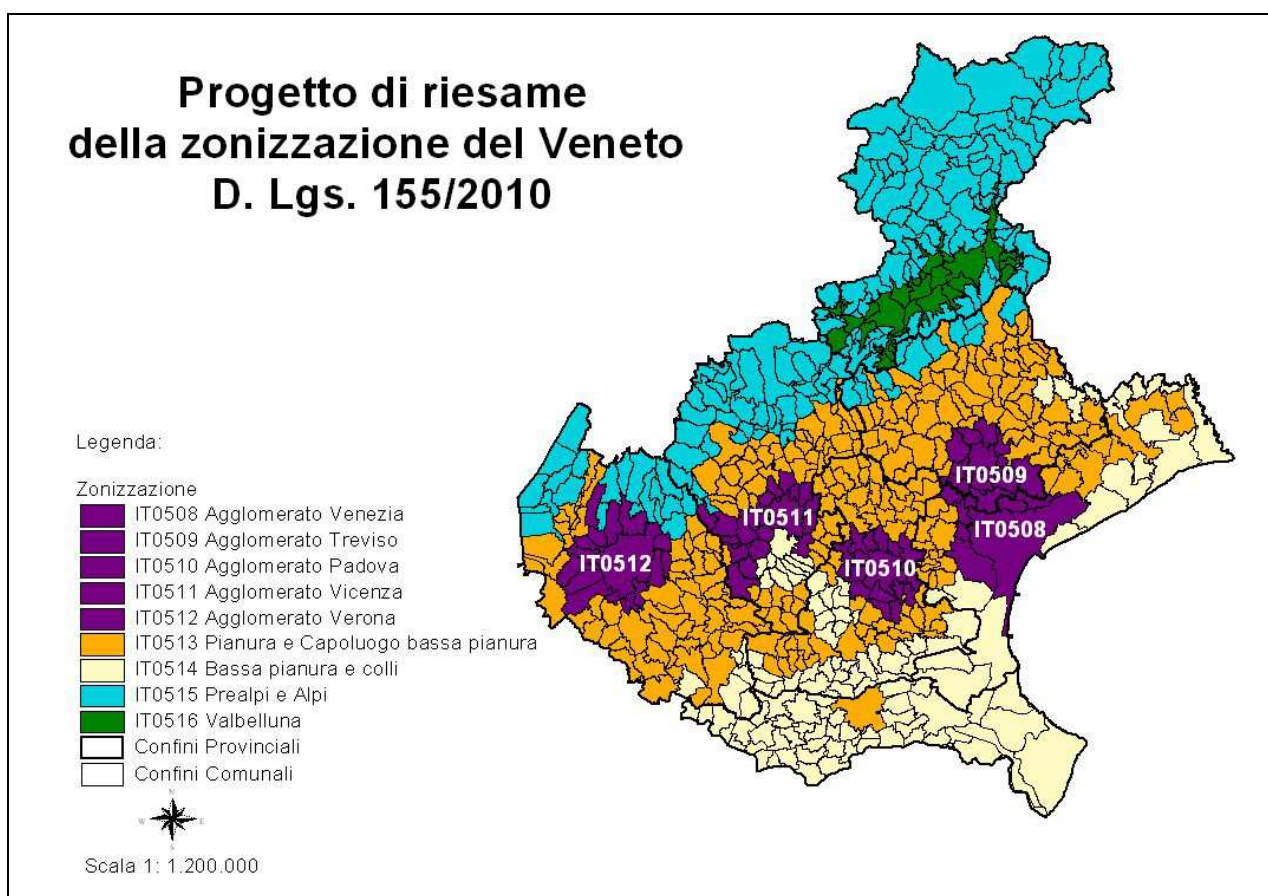 Progetto di riesame
della zonizzazione del Veneto
D. Lgs. 155/2010
IT0509
IT0511
IT0508
IT0512
IT0510
Legenda:
Zonizzazione
IT0508 Agglomerato Venezia
IT0509 Agglomerato Treviso
IT0510 Agglomerato Padova
IT0511 Agglomerato Vicenza
IT0512 Agglomerato Verona
IT0513 Pianura e Capoluogo bassa pianura
IT0514 Bassa pianura e colli
IT0515 Prealpi e Alpi
IT0516 Valbelluna
Confini Provinciali
Confini Comunali
N
W E
S
Scala 1: 1.200.000